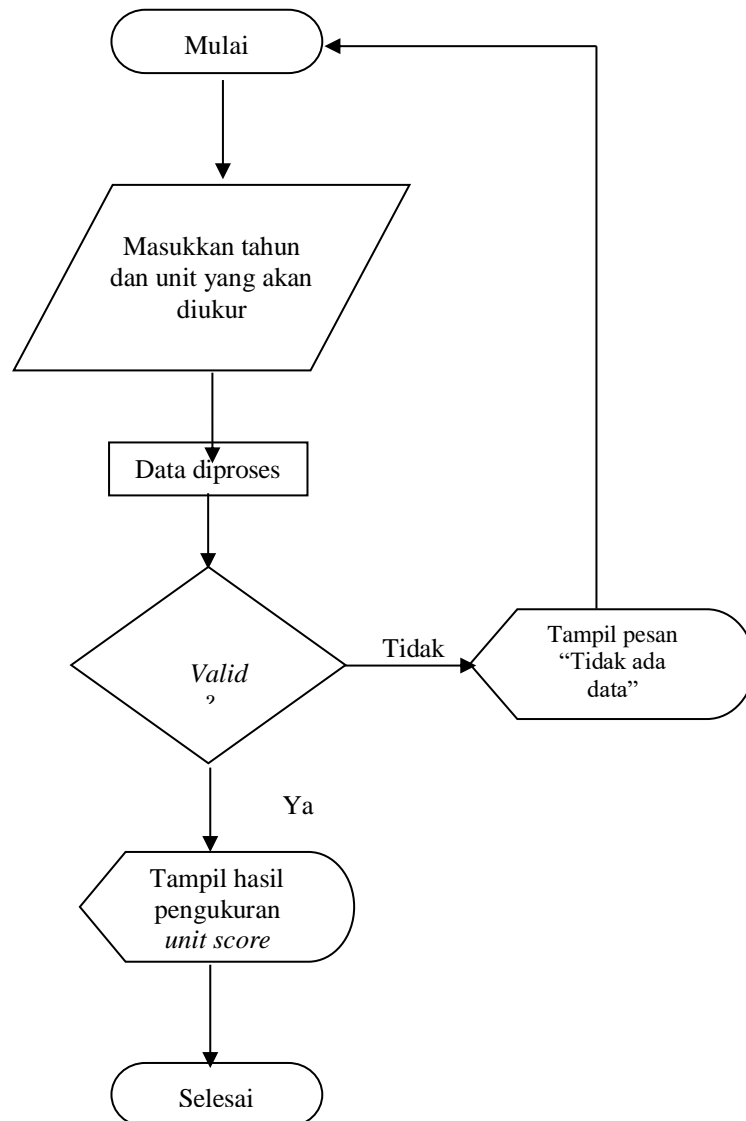 Mulai
Masukkan tahun
dan unit yang akan
diukur
Data diproses
Valid
?
Tidak
Tampil pesan
“Tidak ada
data”
Ya
Tampil hasil
pengukuran
unit score
Selesai